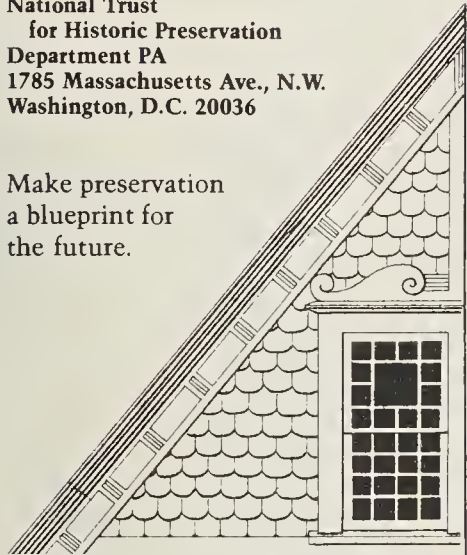 National Trust
for Historic Preservation
Department PA
1785 Massachusetts Ave., N.W.
Washington, D.C. 20036
Make preservation
a blueprint for
the future.